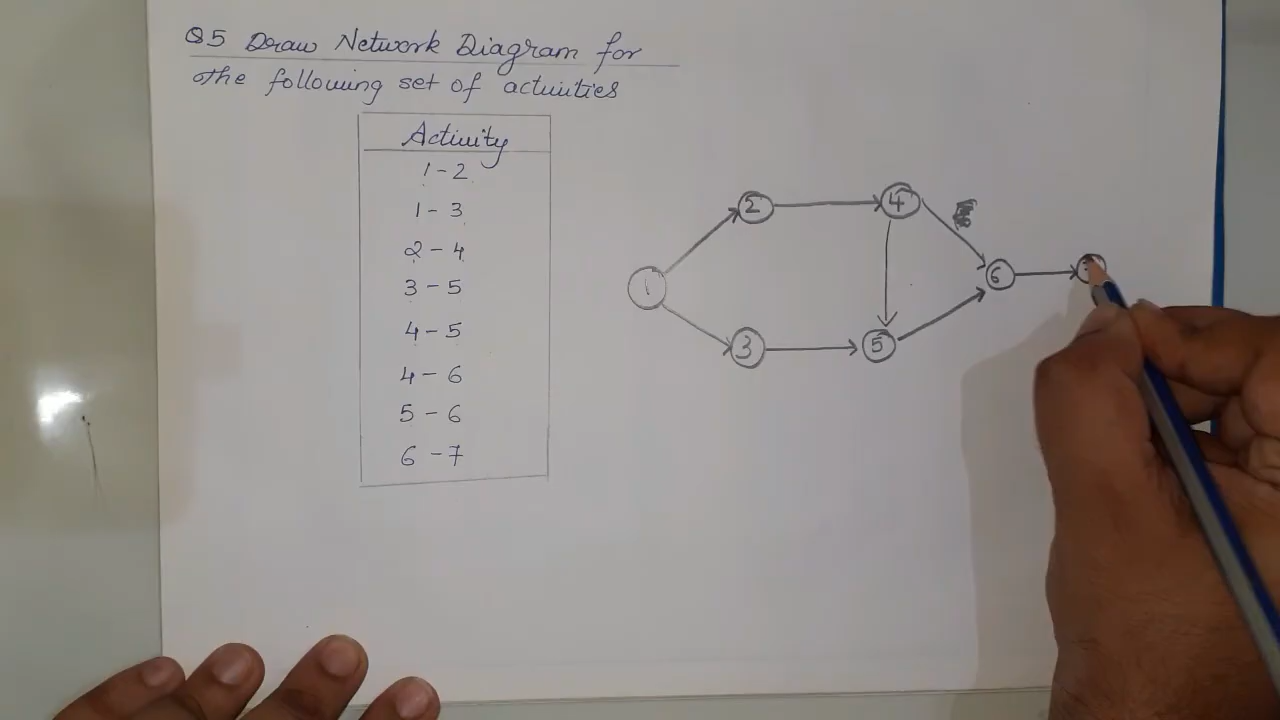 Q5 Draw Network Diagram for
the following set of activities
Activity
1 - 2
1 - 3
2 - 4
3 - 5
4 - 5
4 - 6
5 - 6
6 - 7
2
4
1
6
3
5